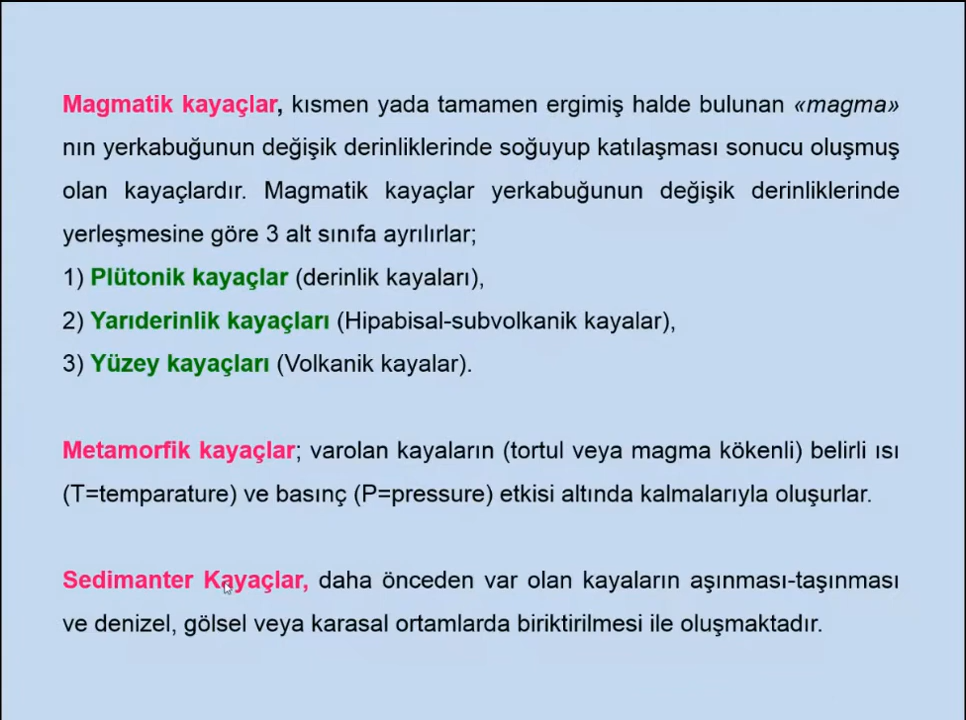 Magmatik kayaçlar, kısmen yada tamamen ergimiş halde bulunan «magma»
nın yerkabuğunun değişik derinliklerinde soğuyup katılaşması sonucu oluşmuş
olan kayaçlardır. Magmatik kayaçlar yerkabuğunun değişik derinliklerinde
yerleşmesine göre 3 alt sınıfa ayrılırlar;
1) Plütonik kayaçlar (derinlik kayaları),
2) Yarıderinlik kayaçları (Hipabisal-subvolkanik kayalar),
3) Yüzey kayaçları (Volkanik kayalar).
Metamorfik kayaçlar; varolan kayaların (tortul veya magma kökenli) belirli ısı
(T=temparature) ve basınç (P=pressure) etkisi altında kalmalarıyla oluşurlar.
Sedimanter Kayaçlar, daha önceden var olan kayaların aşınması-taşınması
ve denizel, gölsel veya karasal ortamlarda biriktirilmesi ile oluşmaktadır.